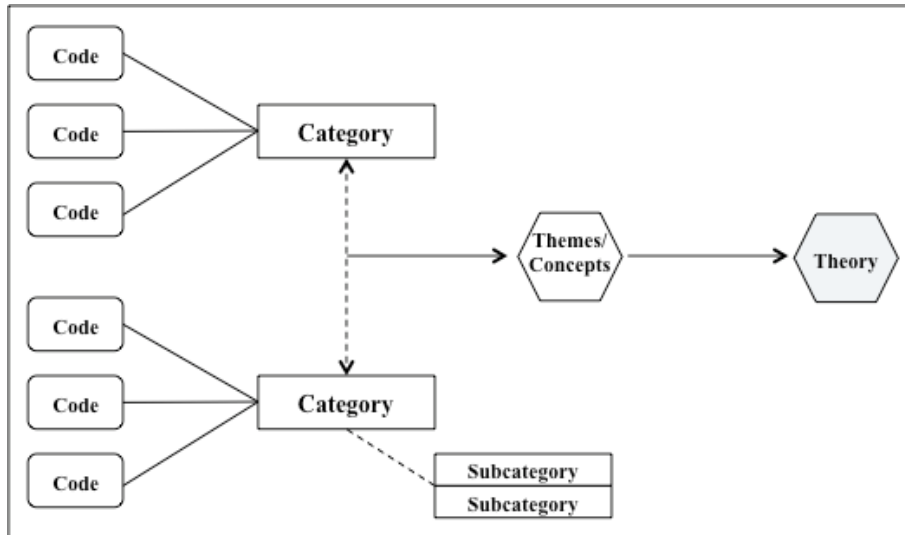 Code
Code
Category
Code
Themes/
Concepts
Theory
Code
Code
Category
Code
Subcategory
Subcategory